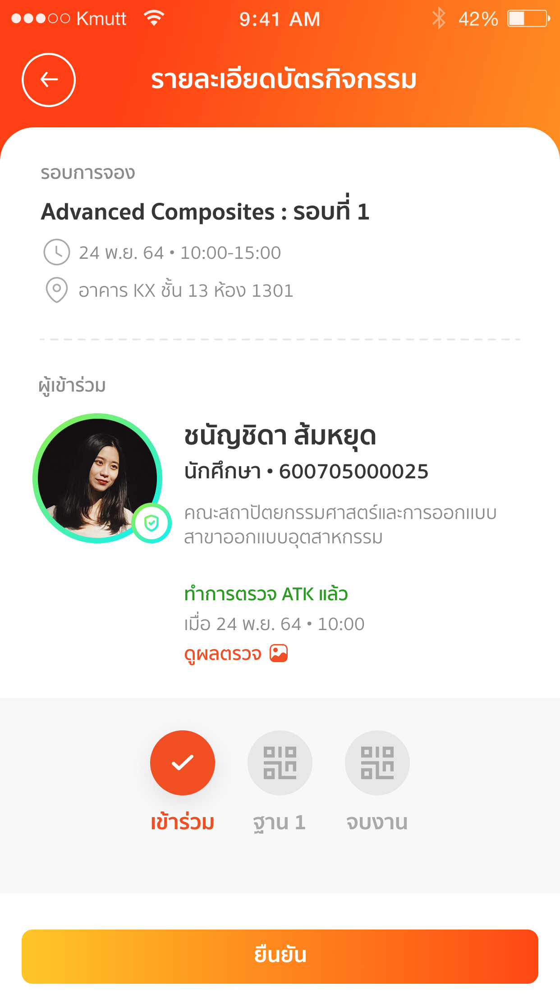 Kmutt 9:41 AM 42%
รายละเอียดบัตรกิจกรรม
รอบการจอง
Advanced Composites : รอบที่ 1
24 พ.ย. 64 • 10:00-15:00
อาคาร KX ชั้น 13 ห้อง 1301
ผู้เข้าร่วม
ชนัญชิดา ส้มหยุด
นักศึกษา • 600705000025
คณะสถาปัตยกรรมศาสตร์และการออกแบบ
สาขาออกแบบอุตสาหกรรม
ทำการตรวจ ATK แล้ว
เมื่อ 24 พ.ย. 64 • 10:00
ดูผลตรวจ
เข้าร่วม ฐาน 1 จบงาน
ยืนยัน